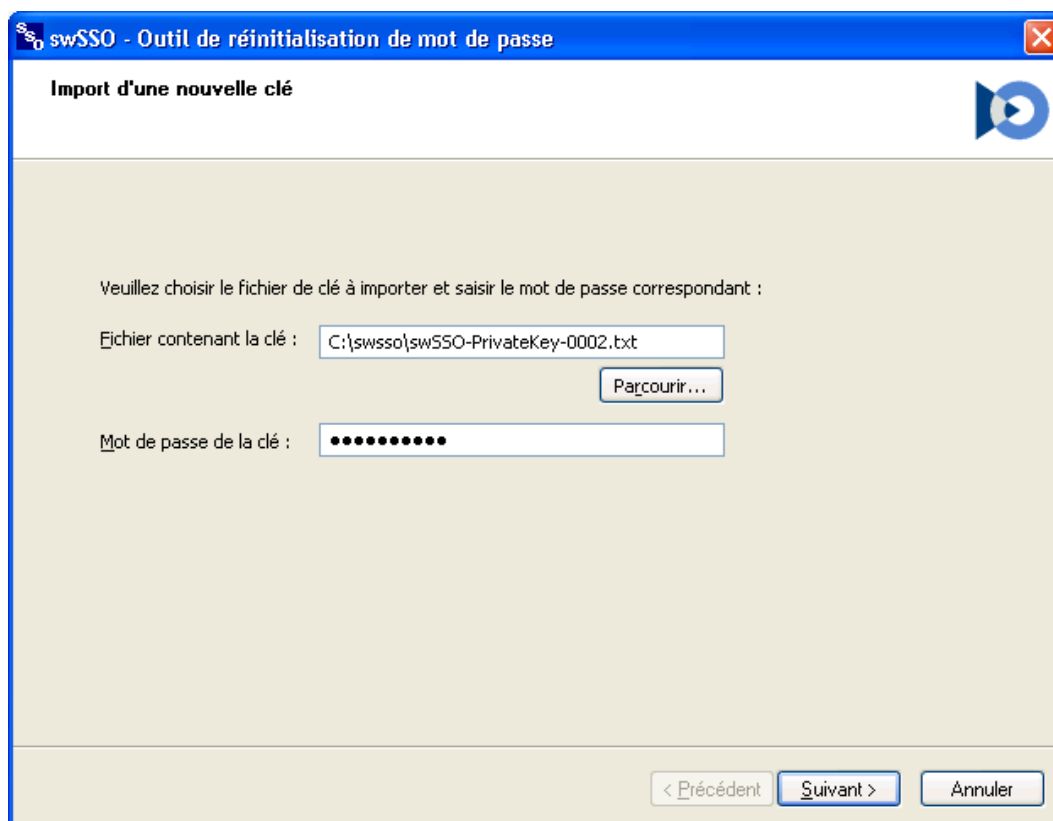 SSO swSSO - Outil de réinitialisation de mot de passe
Import d'une nouvelle clé
Veuillez choisir le fichier de clé à importer et saisir le mot de passe correspondant :
Fichier contenant la clé : C:\swsso\swSSO-PrivateKey-0002.txt
Parcourir...
Mot de passe de la clé : ●●●●●●●●●●
< Précédent Suivant > Annuler